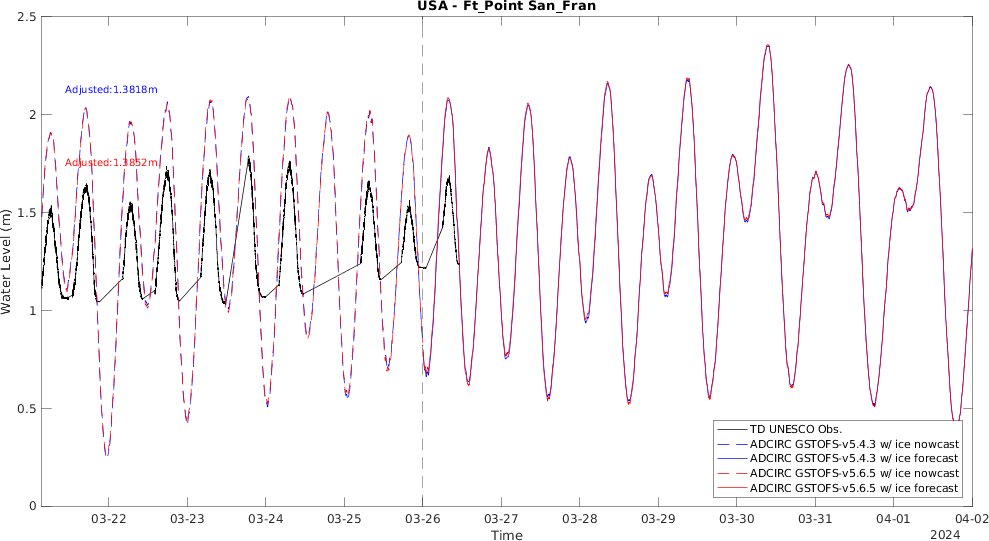 USA - Ft_Point San_Fran
Water Level (m)
2.5
2
1.5
1
0.5
0
Adjusted:1.3818m
Adjusted:1.3852m
TD UNESCO Obs.
ADCIRC GSTOFS-v5.4.3 w/ ice nowcast
ADCIRC GSTOFS-v5.4.3 w/ ice forecast
ADCIRC GSTOFS-v5.6.5 w/ ice nowcast
ADCIRC GSTOFS-v5.6.5 w/ ice forecast
03-22 03-23 03-24 03-25 03-26 03-27 03-28 03-29 03-30 03-31 04-01 04-02
Time
2024